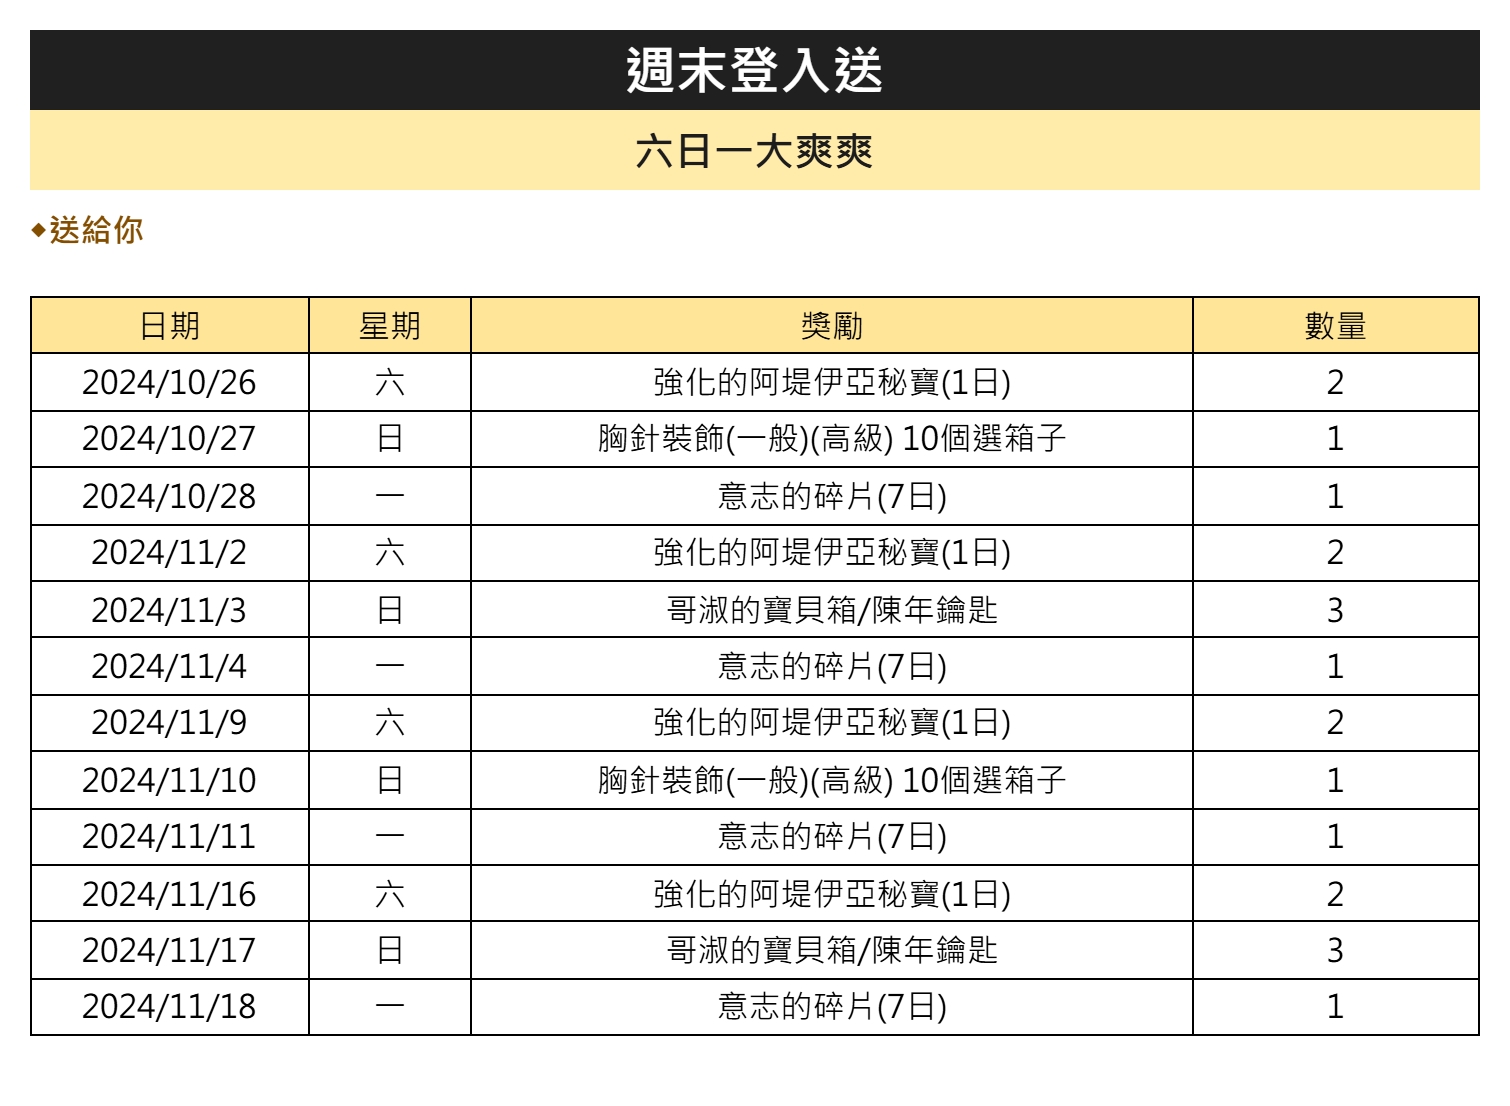 週末登入送
六日一大爽爽
◆送給你
日期 星期 獎勵 數量
2024/10/26 六 強化的阿堤伊亞秘寶(1日) 2
2024/10/27 日 胸針裝飾(一般)(高級) 10個選箱子 1
2024/10/28 一 意志的碎片(7日) 1
2024/11/2 六 強化的阿堤伊亞秘寶(1日) 2
2024/11/3 日 哥淑的寶貝箱/陳年鑰匙 3
2024/11/4 一 意志的碎片(7日) 1
2024/11/9 六 強化的阿堤伊亞秘寶(1日) 2
2024/11/10 日 胸針裝飾(一般)(高級) 10個選箱子 1
2024/11/11 一 意志的碎片(7日) 1
2024/11/16 六 強化的阿堤伊亞秘寶(1日) 2
2024/11/17 日 哥淑的寶貝箱/陳年鑰匙 3
2024/11/18 一 意志的碎片(7日) 1